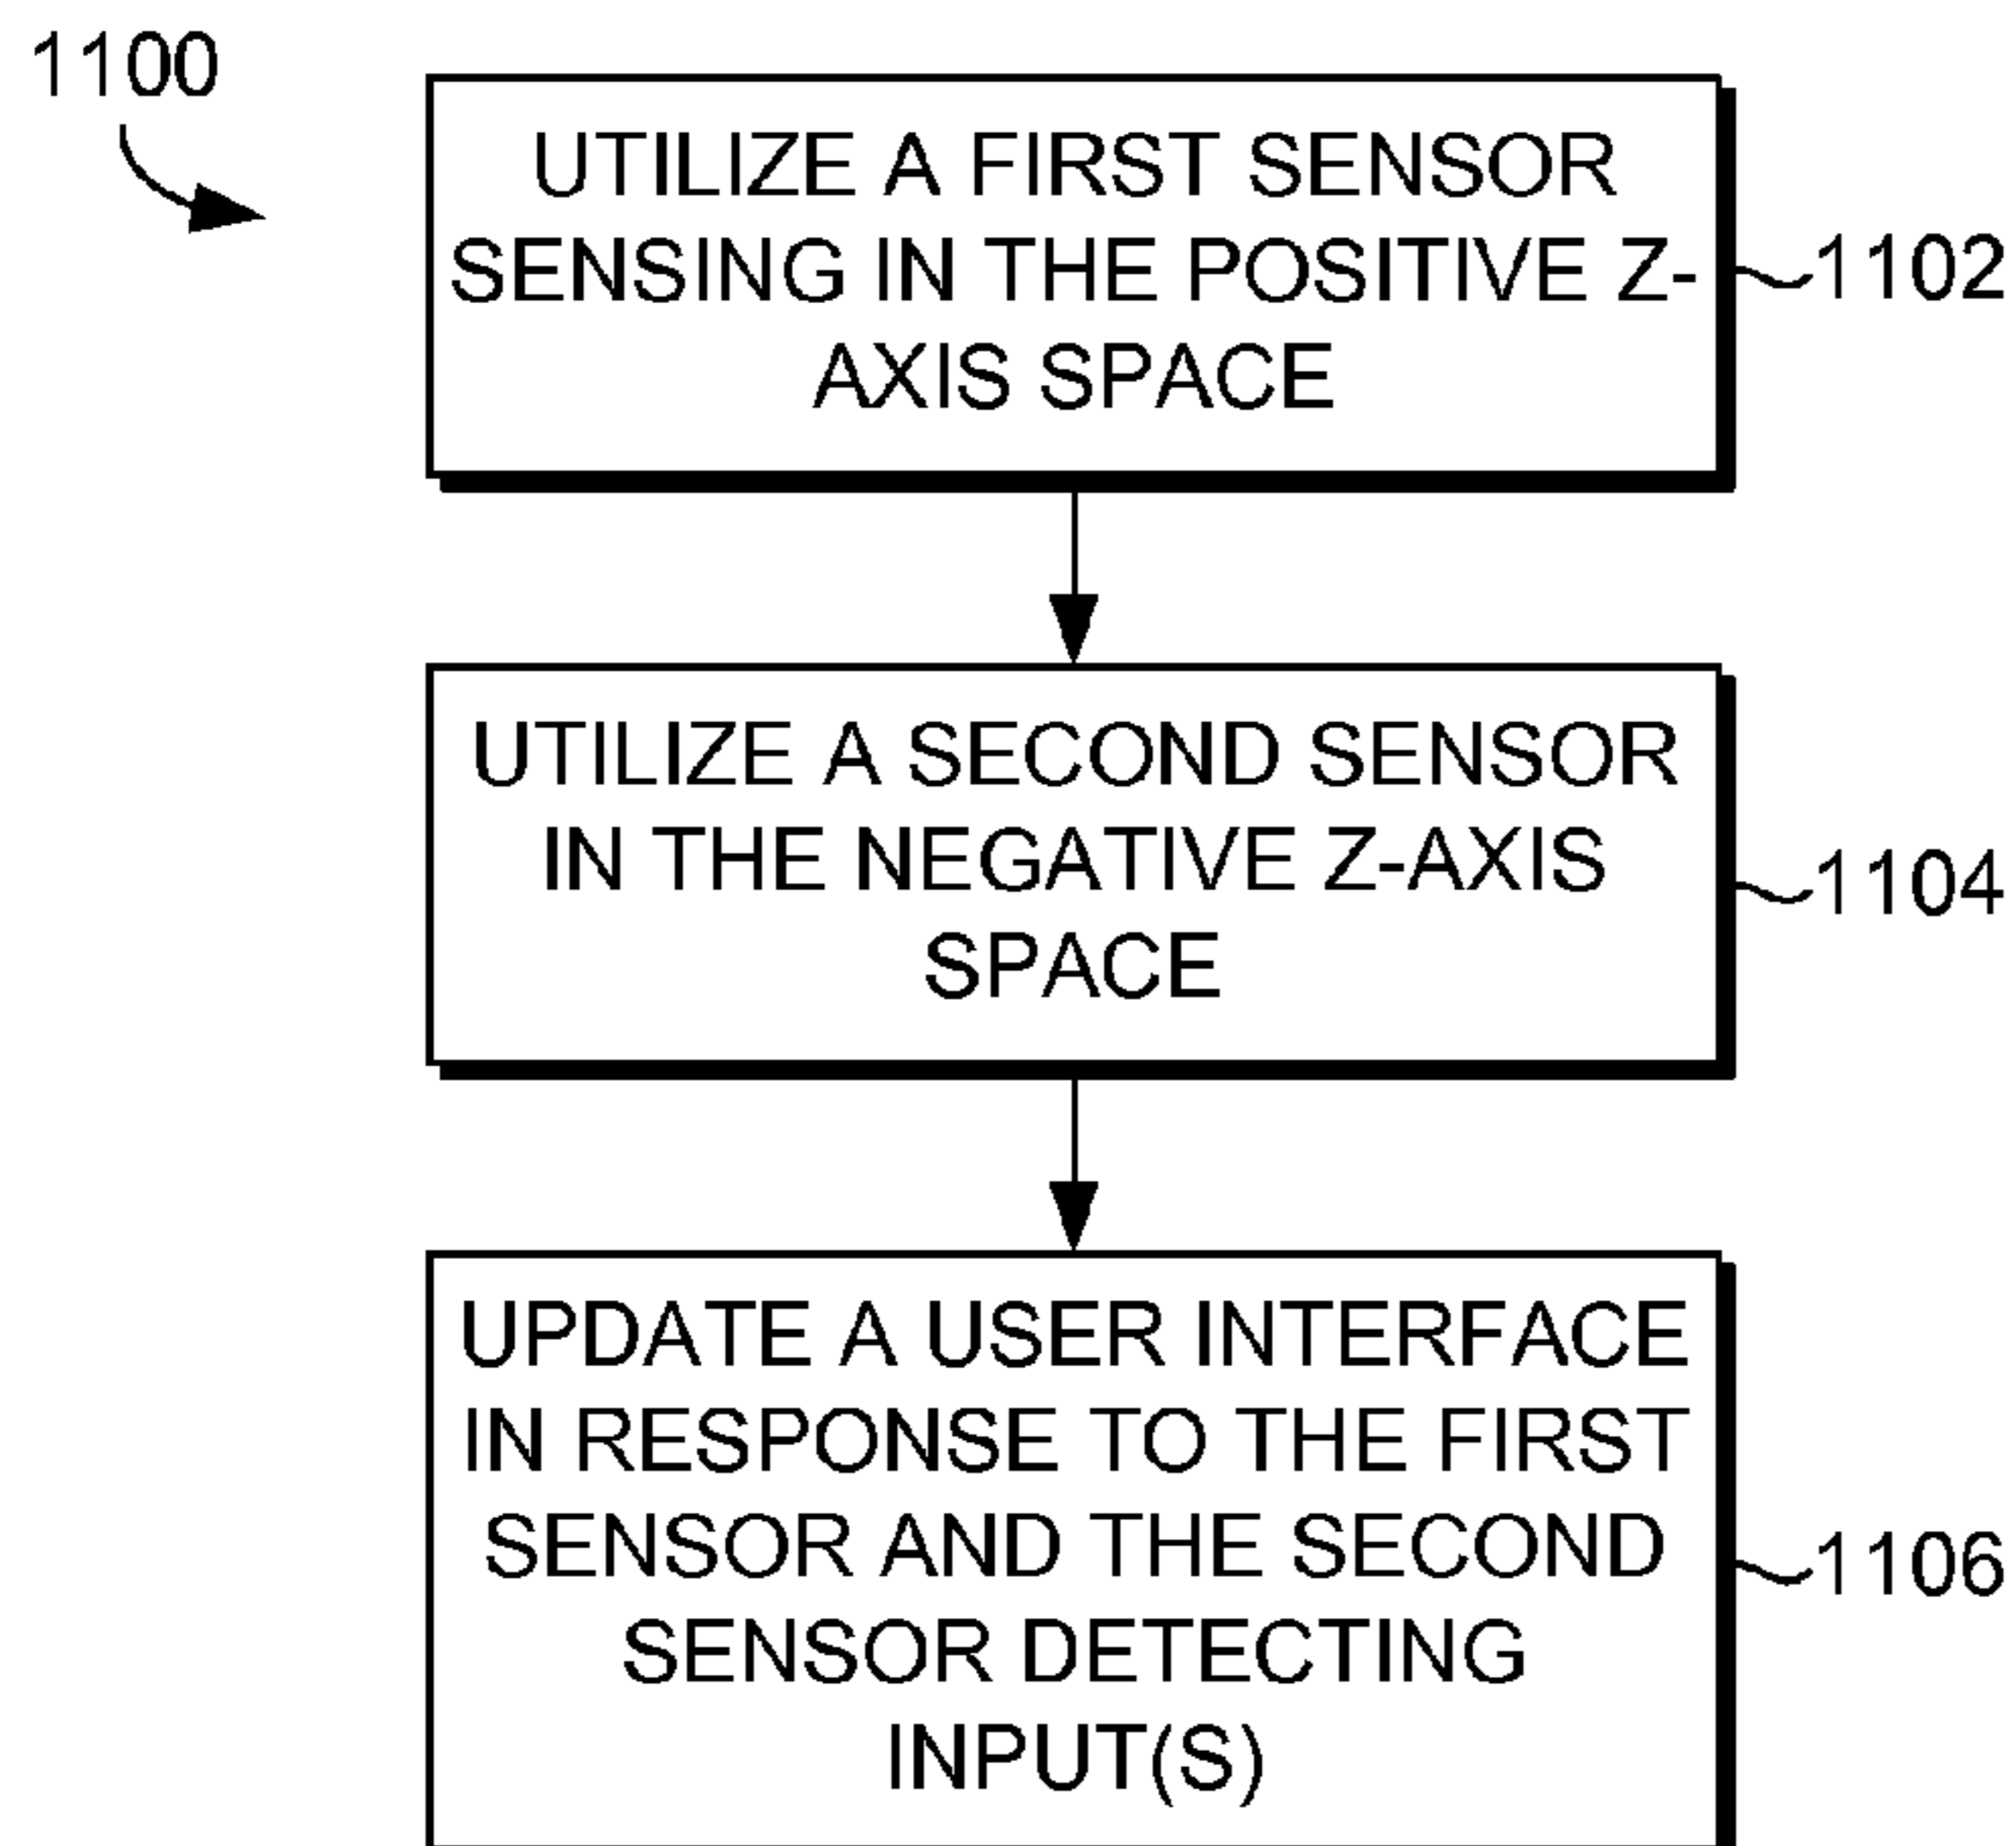 1100
UTILIZE A FIRST SENSOR
SENSING IN THE POSITIVE Z-
AXIS SPACE
1102
UTILIZE A SECOND SENSOR
IN THE NEGATIVE Z-AXIS
SPACE
1104
UPDATE A USER INTERFACE
IN RESPONSE TO THE FIRST
SENSOR AND THE SECOND
SENSOR DETECTING
INPUT(S)
1106